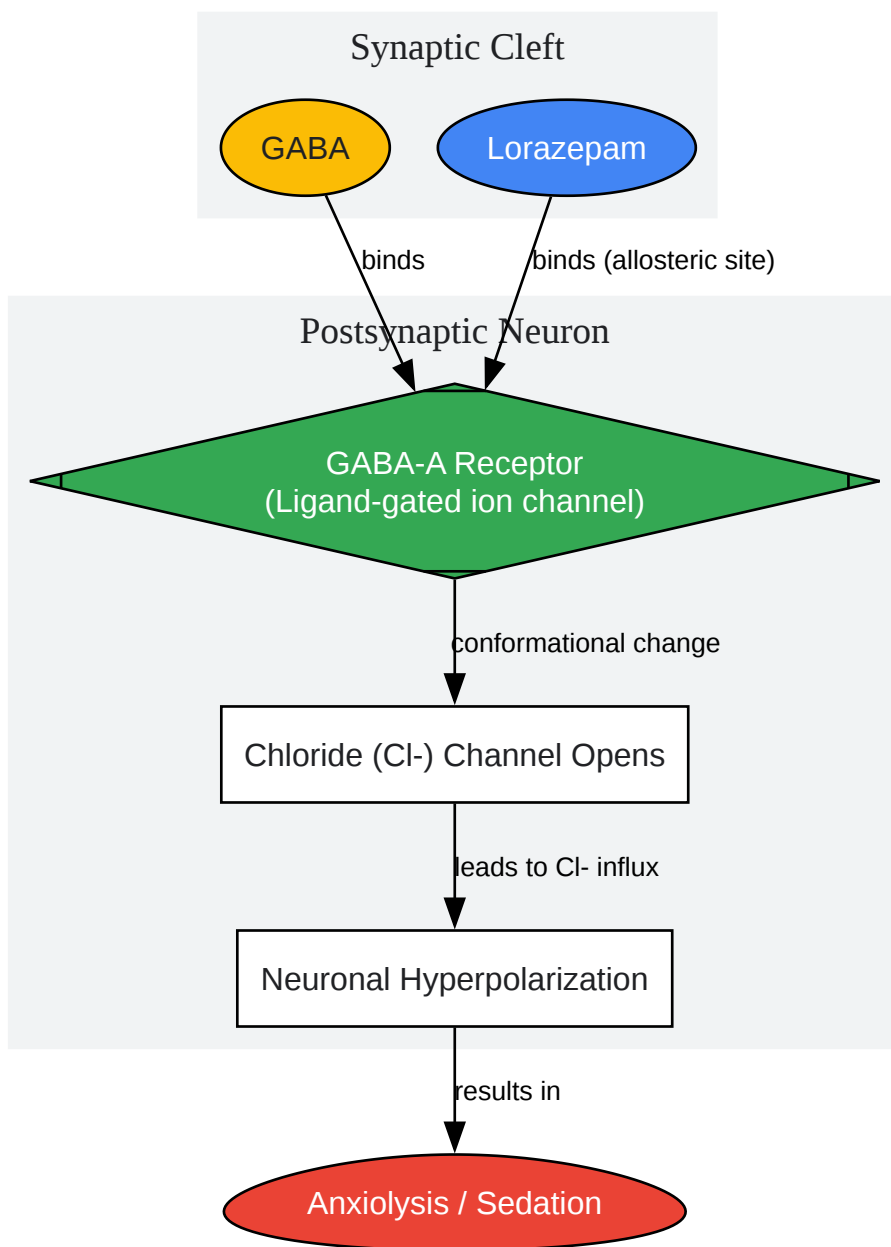 Synaptic Cleft
GABA
Lorazepam
binds
binds (allosteric site)
Postsynaptic Neuron
GABA-A Receptor
(Ligand-gated ion channel)
conformational change
Chloride (Cl-) Channel Opens
leads to Cl- influx
Neuronal Hyperpolarization
results in
Anxiolysis / Sedation